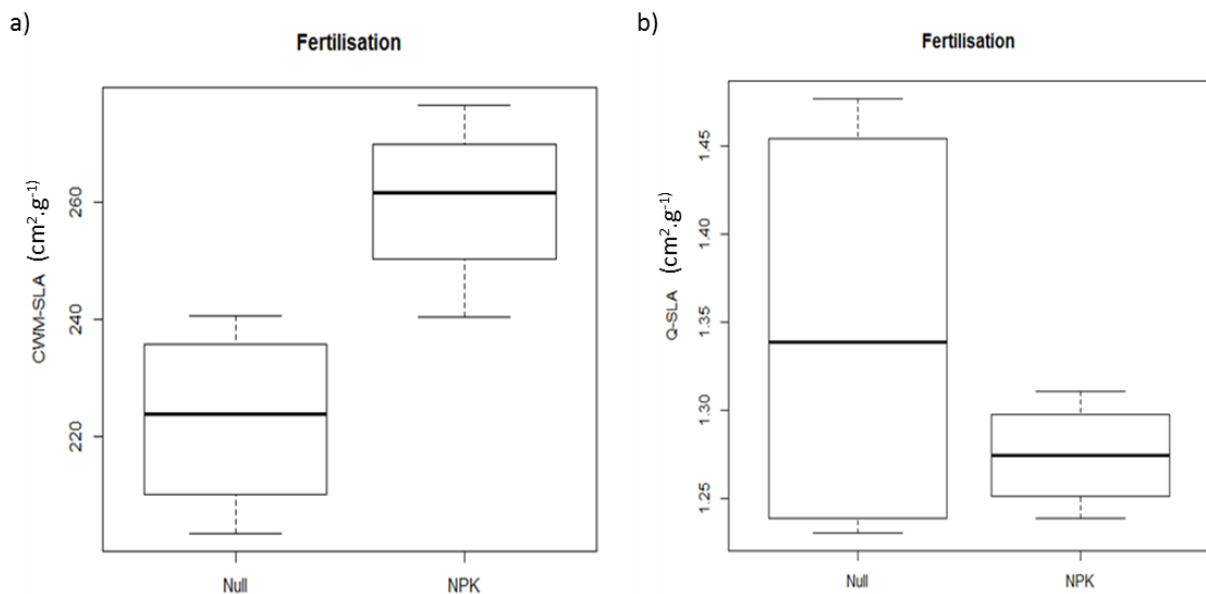 a)
Fertilisation
CWM-SLA (cm².g⁻¹)
260
240
220
Null
NPK
b)
Fertilisation
Q-SLA (cm².g⁻¹)
1.45
1.40
1.35
1.30
1.25
Null
NPK